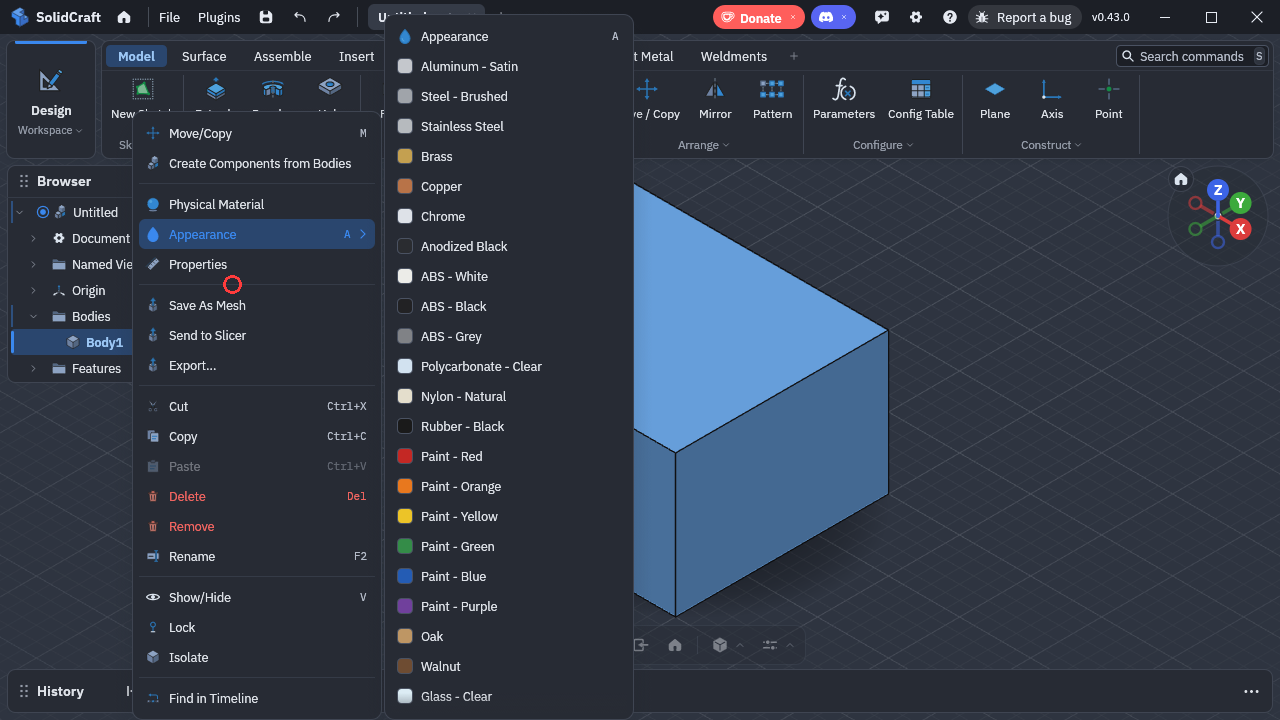 SolidCraft
File
Plugins
Donate
Report a bug
v0.43.0
Design
Workspace
Model
Surface
Assemble
Insert
Weldments
Search commands
S
Mirror
Pattern
Arrange
Parameters
Config Table
Configure
Plane
Axis
Point
Construct
Browser
Untitled
Document
Origin
Bodies
Body1
Features
Move/Copy M
Create Components from Bodies
Physical Material
Appearance A
Properties
Save As Mesh
Send to Slicer
Export...
Cut Ctrl+X
Copy Ctrl+C
Paste Ctrl+V
Delete Del
Remove
Rename F2
Show/Hide V
Lock
Isolate
Find in Timeline
Appearance A
Aluminum - Satin
Steel - Brushed
Stainless Steel
Brass
Copper
Chrome
Anodized Black
ABS - White
ABS - Black
ABS - Grey
Polycarbonate - Clear
Nylon - Natural
Rubber - Black
Paint - Red
Paint - Orange
Paint - Yellow
Paint - Green
Paint - Blue
Paint - Purple
Oak
Walnut
Glass - Clear
Z
Y
X
History